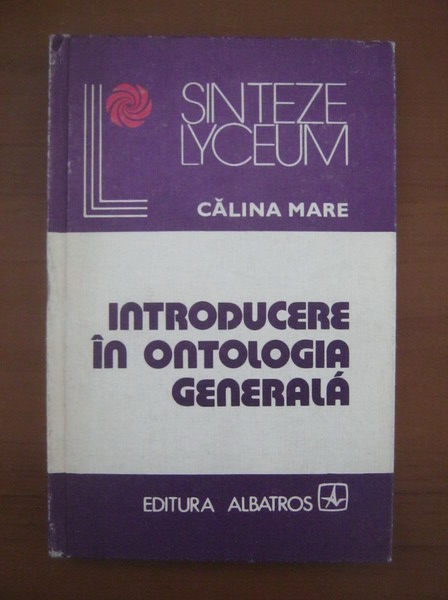 SINTEZE
LYCEUM
CĂLINA MARE
INTRODUCERE
ÎN ONTOLOGIA
GENERALĂ
EDITURA ALBATROS